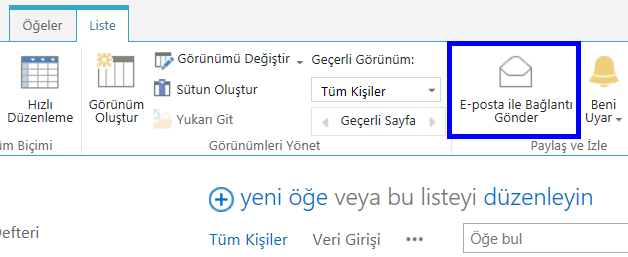 Öğeler Liste
Görünümü Değiştir Geçerli Görünüm:
Sütun Oluştur Tüm Kişiler
Hızlı Düzenleme
Görünüm Oluştur
Yukarı Git Geçerli Sayfa
E-posta ile Bağlantı
Gönder
Beni
Uyar
Görünümleri Yönet Paylaş ve İzle
Biçimi
yeni öğe veya bu listeyi düzenleyin
Tüm Kişiler Veri Girişi ••• Öğe bul